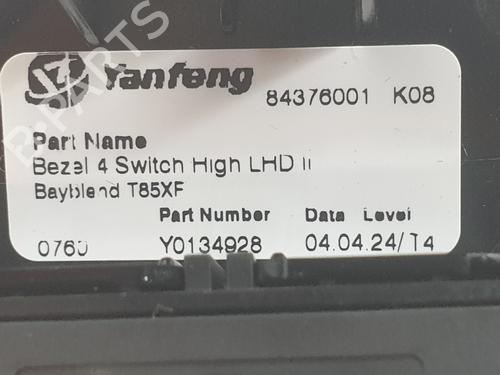 Yanfeng
84376001 K08
Part Name
Bezel 4 Switch High LHD II
Bayblend T85XF
Part Number Data Level
0760 Y0134928 04.04.24/T4